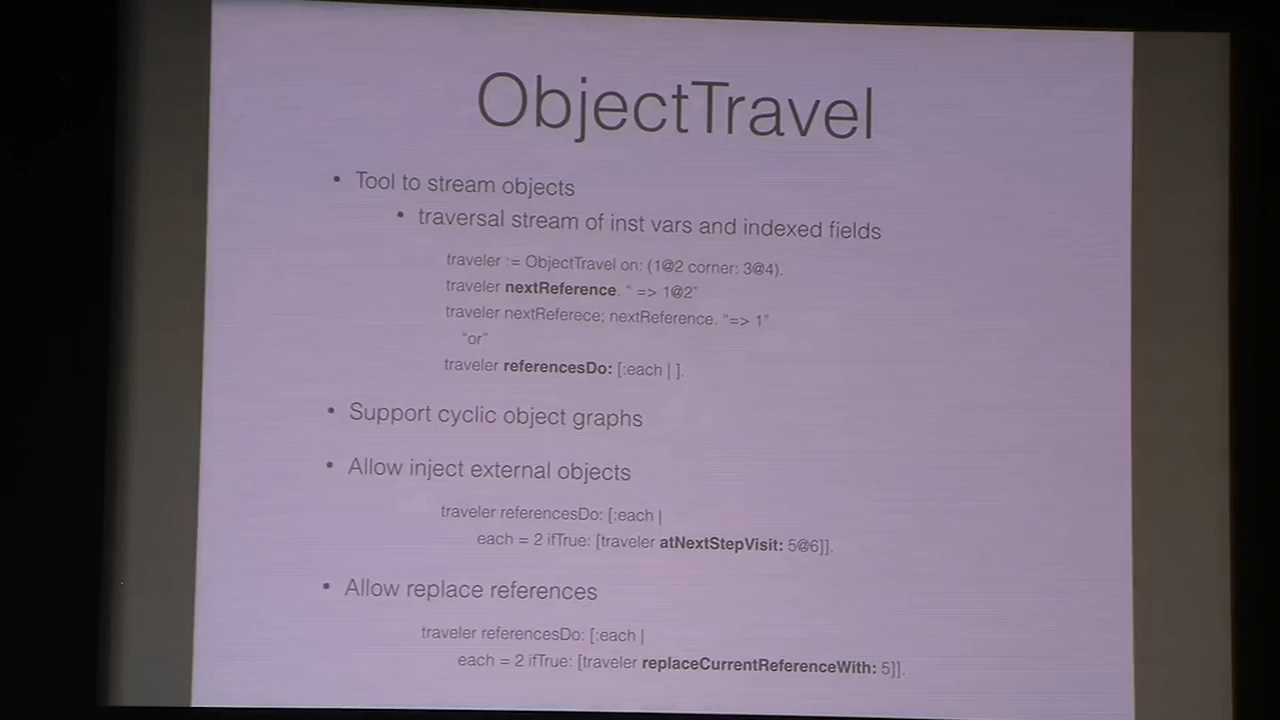 ObjectTravel
• Tool to stream objects
• traversal stream of inst vars and indexed fields
traveler := ObjectTravel on: (1@2 corner: 3@4).
traveler nextReference. " => 1@2"
traveler nextReferece; nextReference. "=> 1"
"or"
traveler referencesDo: [:each | ].
• Support cyclic object graphs
• Allow inject external objects
traveler referencesDo: [:each |
each = 2 ifTrue: [traveler atNextStepVisit: 5@6]].
• Allow replace references
traveler referencesDo: [:each |
each = 2 ifTrue: [traveler replaceCurrentReferenceWith: 5]].